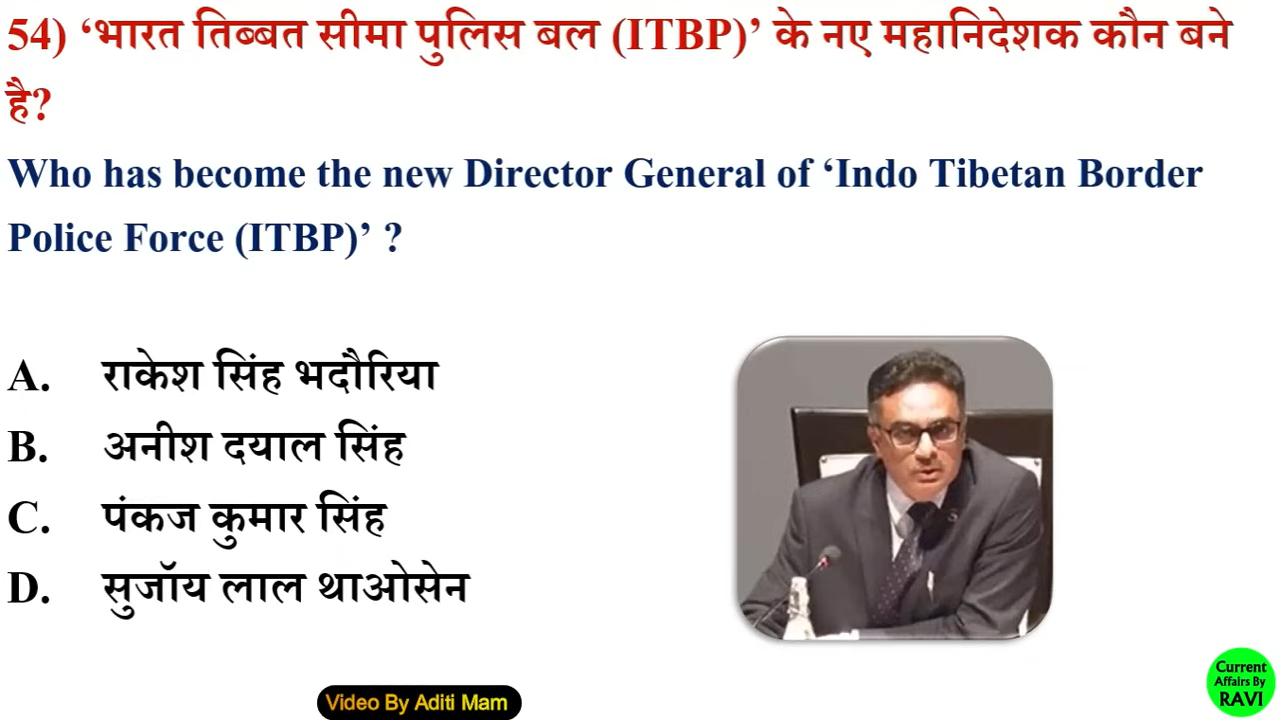 54) ‘भारत तिब्बत सीमा पुलिस बल (ITBP)’ के नए महानिदेशक कौन बने
है?
Who has become the new Director General of ‘Indo Tibetan Border
Police Force (ITBP)’ ?
A. राकेश सिंह भदौरिया
B. अनीश दयाल सिंह
C. पंकज कुमार सिंह
D. सुजॉय लाल थाओसेन
Video By Aditi Mam
Current
Affairs By
RAVI